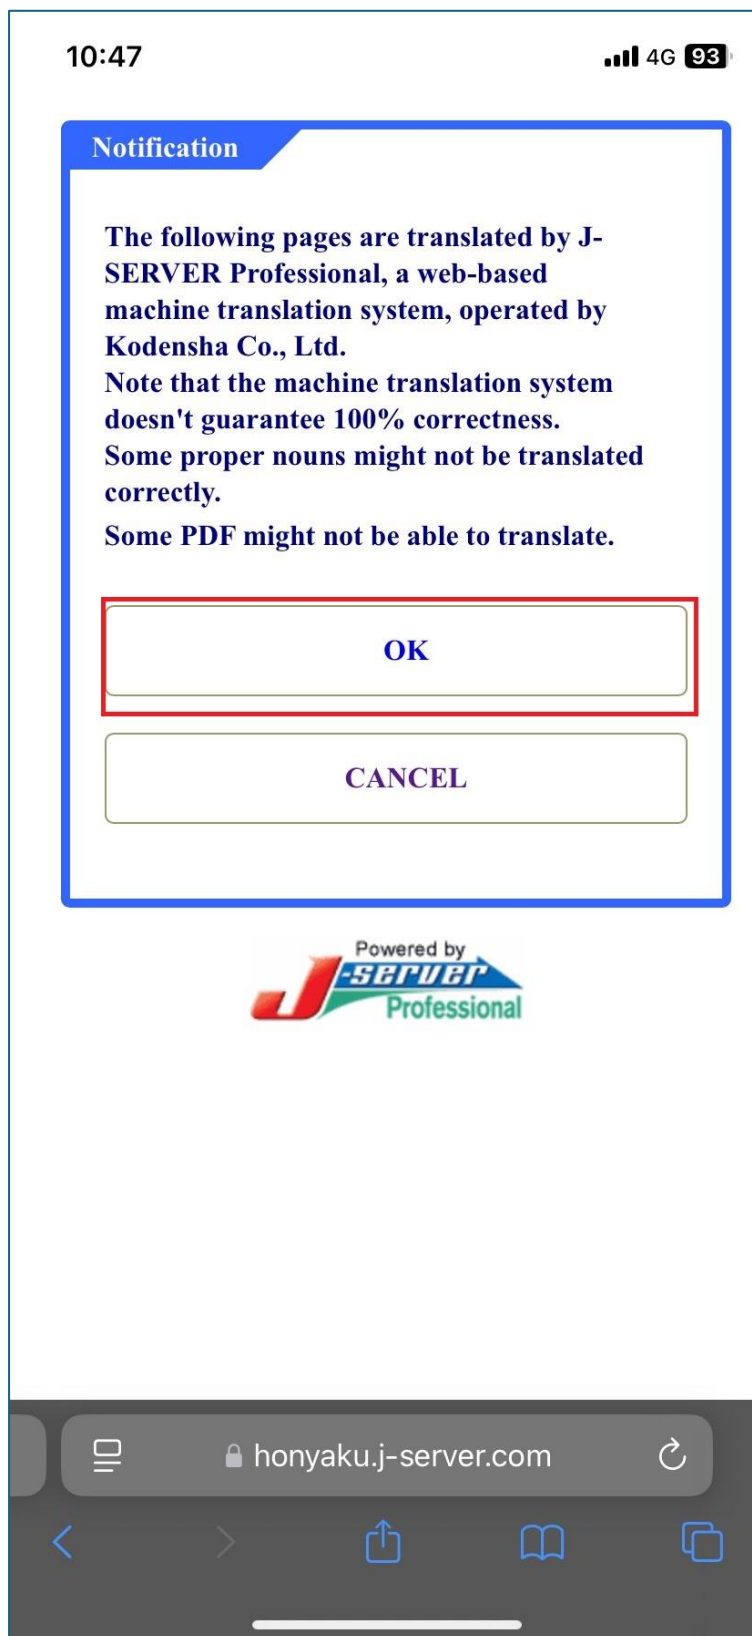 10:47
4G 93
Notification
The following pages are translated by J-
SERVER Professional, a web-based
machine translation system, operated by
Kodensha Co., Ltd.
Note that the machine translation system
doesn't guarantee 100% correctness.
Some proper nouns might not be translated
correctly.
Some PDF might not be able to translate.
OK
CANCEL
Powered by
J-SERVER
Professional
honyaku.j-server.com